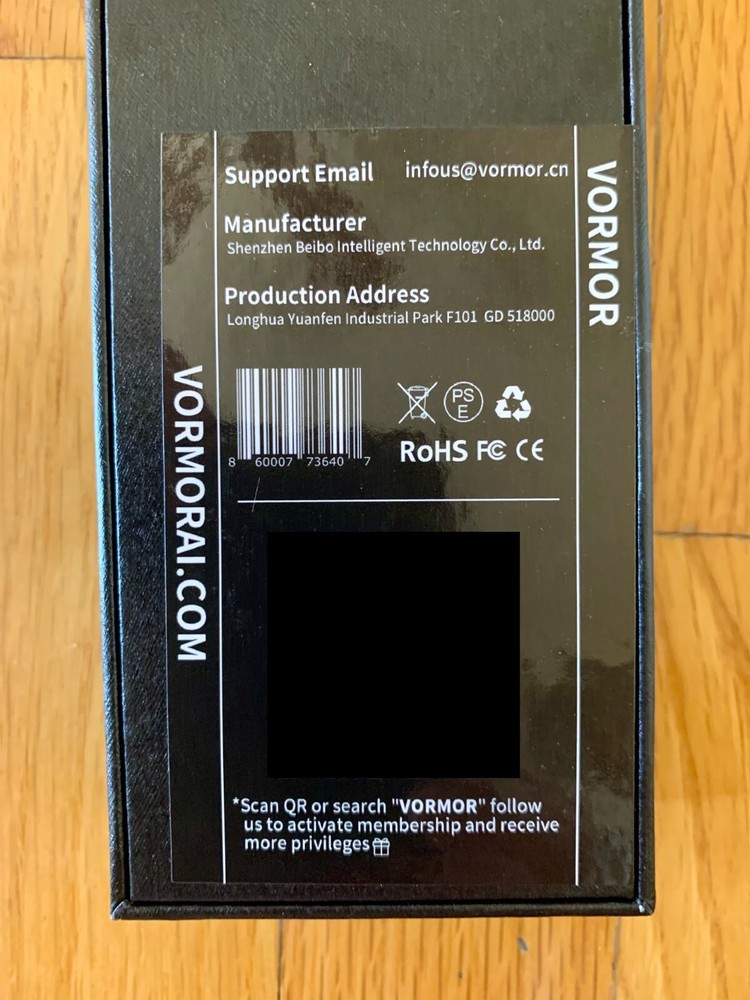 Support Email infous@vormor.cn
Manufacturer
Shenzhen Beibo Intelligent Technology Co., Ltd.
Production Address
Longhua Yuanfen Industrial Park F101 GD 518000
VORMOR
VORMORAI.COM
PS
E
8 60007 73640 7
RoHS FC CE
*Scan QR or search "VORMOR" follow
us to activate membership and receive
more privileges